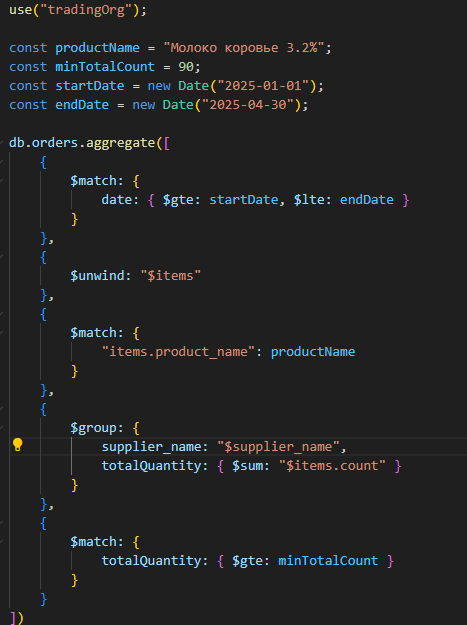 use("tradingOrg");
const productName = "Молоко коровье 3.2%";
const minTotalCount = 90;
const startDate = new Date("2025-01-01");
const endDate = new Date("2025-04-30");
db.orders.aggregate([
{
$match: {
date: { $gte: startDate, $lte: endDate }
}
},
{
$unwind: "$items"
},
{
$match: {
"items.product_name": productName
}
},
{
$group: {
supplier_name: "$supplier_name",
totalQuantity: { $sum: "$items.count" }
}
},
{
$match: {
totalQuantity: { $gte: minTotalCount }
}
}
])